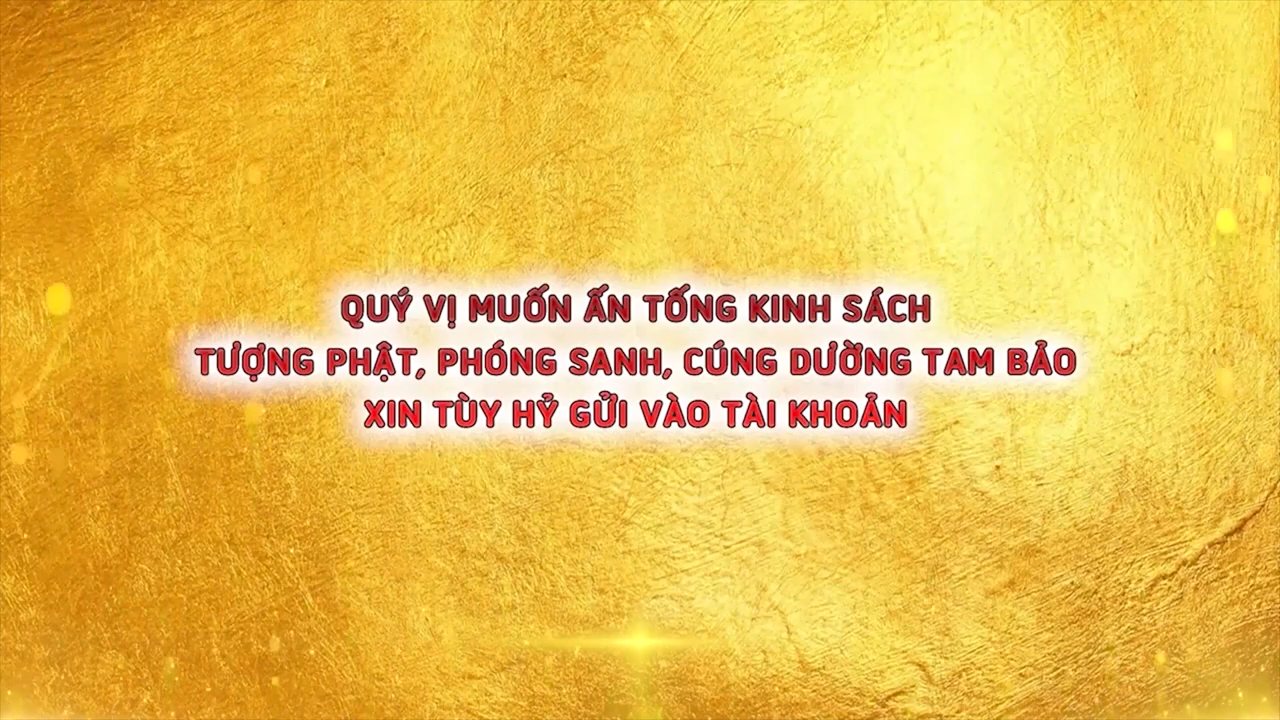 QUÝ VỊ MUỐN ẤN TỐNG KINH SÁCH
TƯỢNG PHẬT, PHÓNG SANH, CÚNG DƯỜNG TAM BẢO
XIN TÙY HỶ GỬI VÀO TÀI KHOẢN